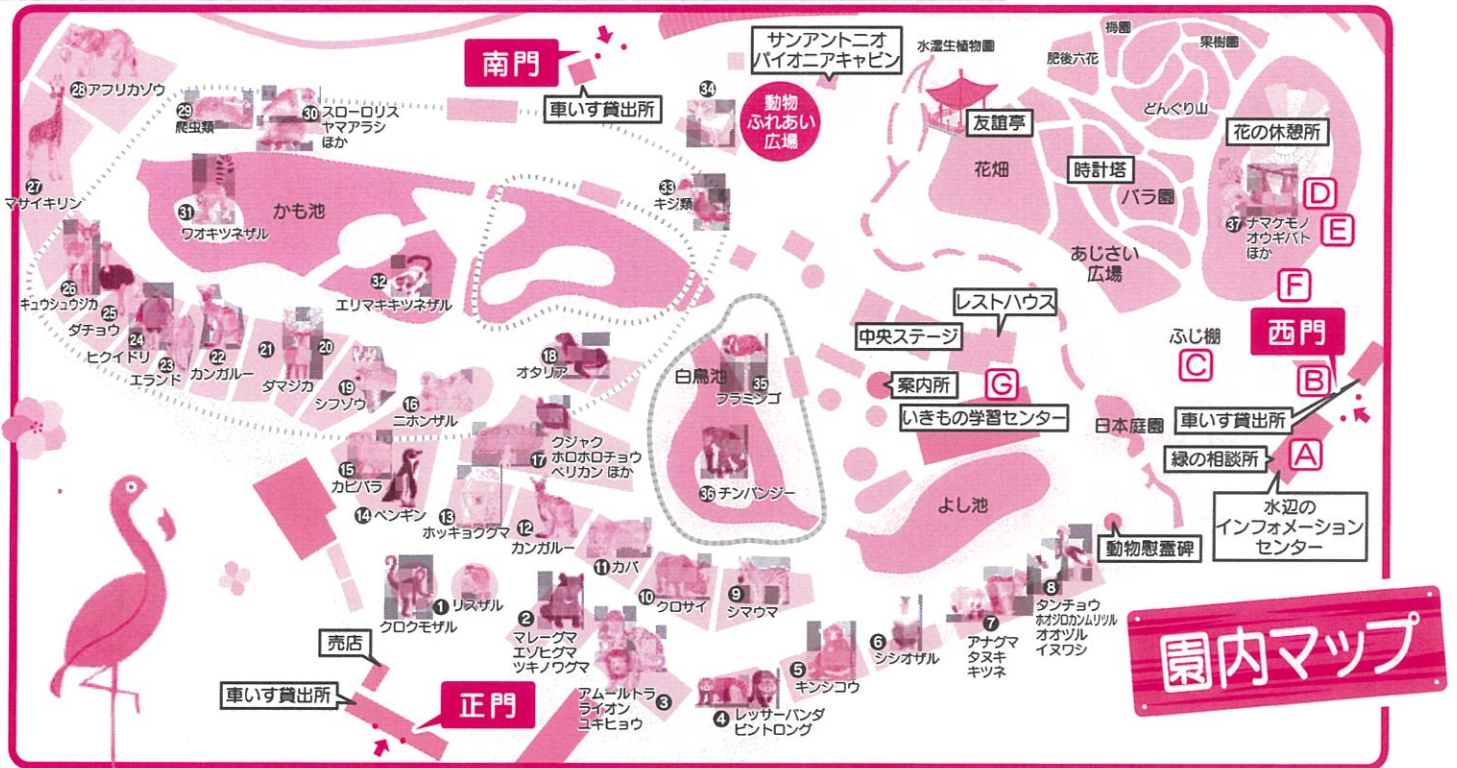 南門
車いす貸出所
サンアントニオ
パイオニアキャビン
動物
ふれあい
広場
水湿生植物園
友誼亭
花畑
肥後六花
梅園
果樹園
どんぐり山
時計塔
バラ園
あじさい
広場
花の休憩所
37 ナマケモノ
オウギバト
ほか
D
E
F
28 アフリカゾウ
29
爬虫類
30 スローロリス
ヤマアラシ
ほか
34
33
キジ類
27
マサイキリン
31
ワオキツネザル
かも池
32
エリマキキツネザル
26
キュウシュウジカ
25
ダチョウ
24
ヒクイドリ
23
エランド
22
カンガルー
21
20
ダマジカ
19
シフゾウ
18
オタリア
16
ニホンザル
白鳥池
35
フラミンゴ
36 チンパンジー
中央ステージ
レストハウス
案内所
G
いきもの学習センター
ふじ棚
C
西門
B
車いす貸出所
日本庭園
緑の相談所
A
水辺の
インフォメーション
センター
よし池
動物慰霊碑
15
カピバラ
14 ペンギン
クジャク
ホロホロチョウ
17 ペリカン ほか
13
ホッキョクグマ
12
カンガルー
11 カバ
10 クロサイ
9
シマウマ
1 リスザル
クロクモザル
2
マレーグマ
エゾヒグマ
ツキノワグマ
アムールトラ
ライオン
ユキヒョウ
3
4 レッサーパンダ
ビントロング
5
キンシコウ
6
シシオザル
7
アナグマ
タヌキ
キツネ
8
タンチョウ
ホオジロカンムリヅル
オオヅル
イヌワシ
売店
車いす貸出所
正門
園内マップ